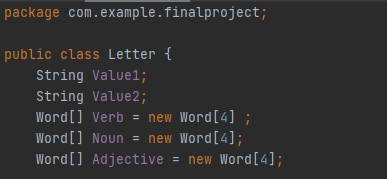 package com.example.finalproject;
public class Letter {
String Value1;
String Value2;
Word[] Verb = new Word[4] ;
Word[] Noun = new Word[4];
Word[] Adjective = new Word[4];